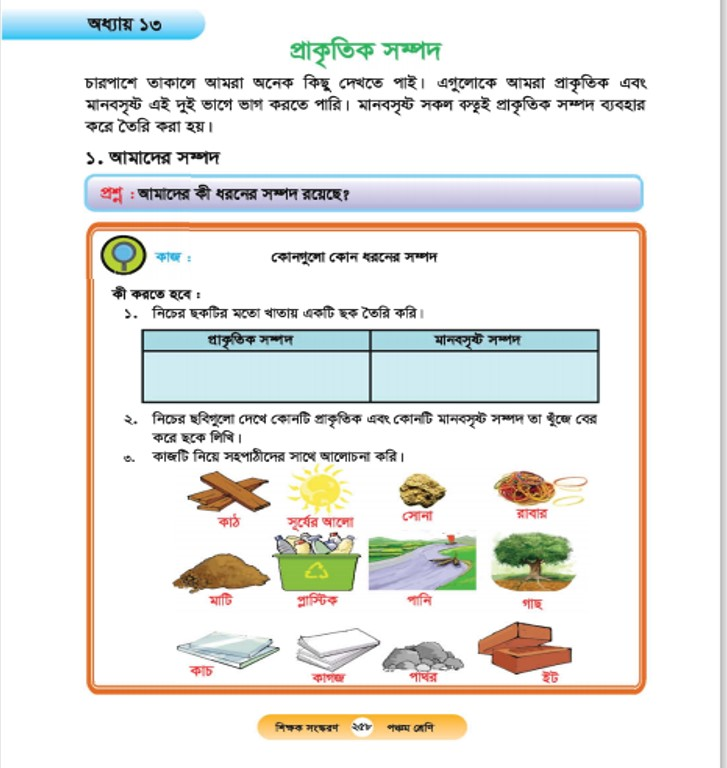 অধ্যায় ১৩
প্রাকৃতিক সম্পদ
চারপাশে তাকালে আমরা অনেক কিছু দেখতে পাই। এগুলোকে আমরা প্রাকৃতিক এবং
মানবসৃষ্ট এই দুই ভাগে ভাগ করতে পারি। মানবসৃষ্ট সকল বস্তুই প্রাকৃতিক সম্পদ ব্যবহার
করে তৈরি করা হয়।
১. আমাদের সম্পদ
প্রশ্ন : আমাদের কী ধরনের সম্পদ রয়েছে?
কাজ : কোনগুলো কোন ধরনের সম্পদ
কী করতে হবে :
১. নিচের ছকটির মতো খাতায় একটি ছক তৈরি করি।
প্রাকৃতিক সম্পদ মানবসৃষ্ট সম্পদ
২. নিচের ছবিগুলো দেখে কোনটি প্রাকৃতিক এবং কোনটি মানবসৃষ্ট সম্পদ তা খুঁজে বের
করে ছকে লিখি।
৩. কাজটি নিয়ে সহপাঠীদের সাথে আলোচনা করি।
কাঠ সূর্যের আলো সোনা রাবার
মাটি প্লাস্টিক পানি গাছ
কাচ কাগজ পাথর ইট
শিক্ষক সংস্করণ ২৫৮ পঞ্চম শ্রেণি